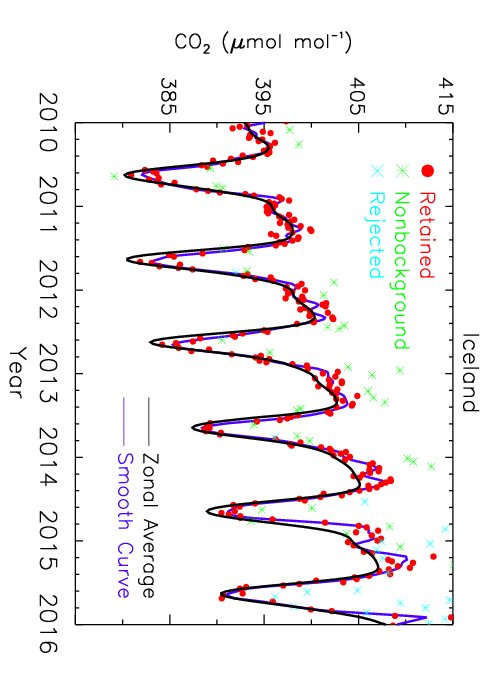 Iceland
CO₂ (μmol mol⁻¹)
415
405
395
385
Retained
Nonbackground
Rejected
Zonal Average
Smooth Curve
2010 2011 2012 2013 2014 2015 2016
Year